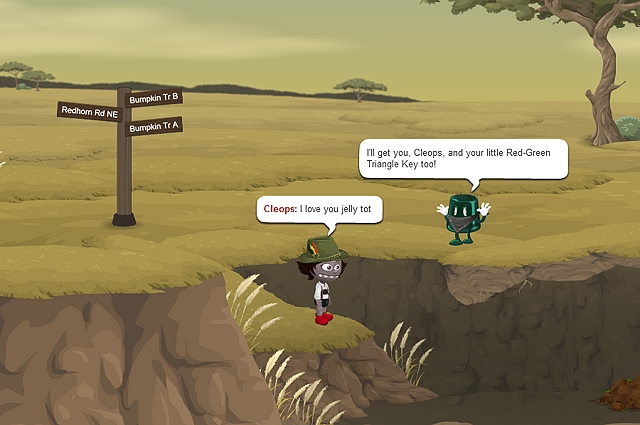 Bumpkin Tr B
Redhorn Rd NE
Bumpkin Tr A
I'll get you, Cleops, and your little Red-Green
Triangle Key too!
Cleops: I love you jelly tot